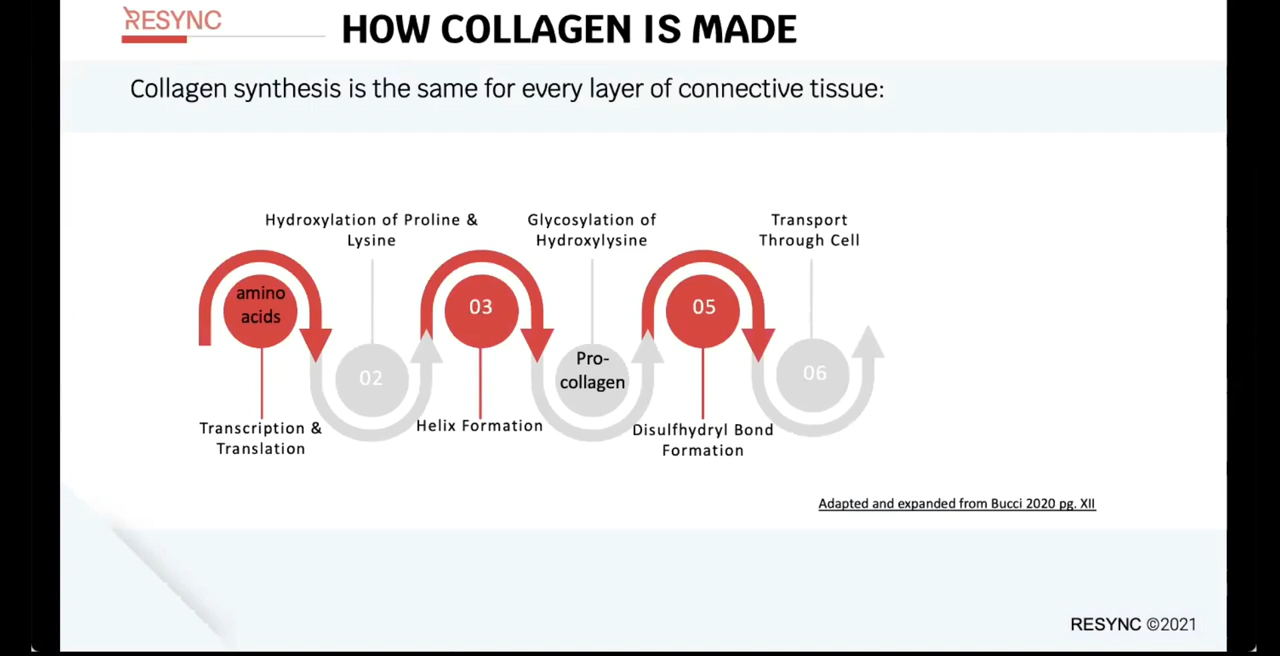 RESYNC
HOW COLLAGEN IS MADE
Collagen synthesis is the same for every layer of connective tissue:
Hydroxylation of Proline &
Lysine
Glycosylation of
Hydroxylysine
Transport
Through Cell
amino
acids
02
03
Pro-
collagen
05
06
Transcription &
Translation
Helix Formation
Disulfhydryl Bond
Formation
Adapted and expanded from Bucci 2020 pg. XII
RESYNC ©2021